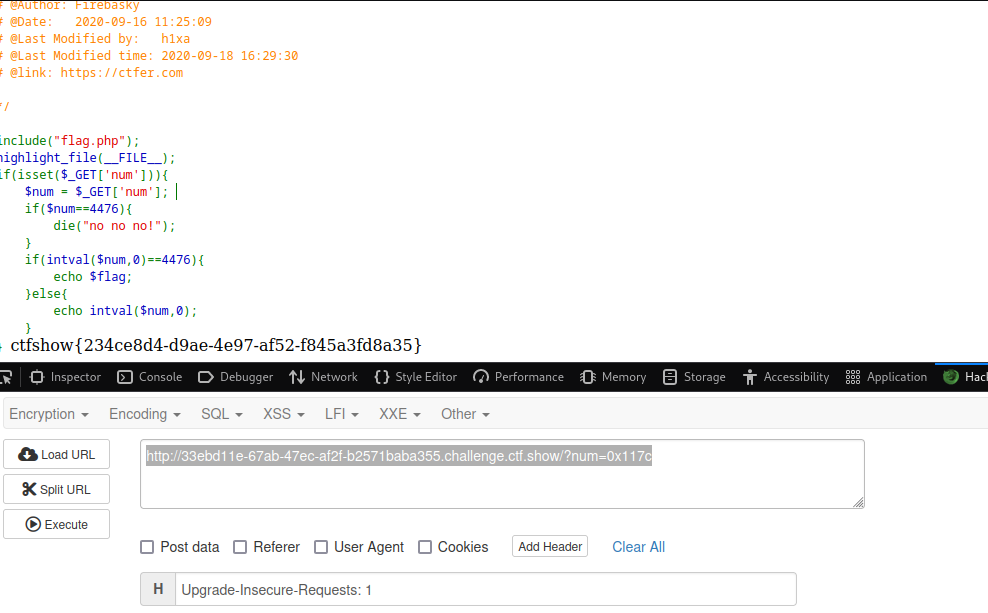 # @Author: Firebasky
# @Date:   2020-09-16 11:25:09
# @Last Modified by:   h1xa
# @Last Modified time: 2020-09-18 16:29:30
# @link: https://ctfer.com
*/
include("flag.php");
highlight_file(__FILE__);
if(isset($_GET['num'])){
    $num = $_GET['num'];
    if($num==4476){
        die("no no no!");
    }
    if(intval($num,0)==4476){
        echo $flag;
    }else{
        echo intval($num,0);
    }
} ctfshow{234ce8d4-d9ae-4e97-af52-f845a3fd8a35}
Inspector Console Debugger Network Style Editor Performance Memory Storage Accessibility Application Hac
Encryption Encoding SQL XSS LFI XXE Other
Load URL
http://33ebd11e-67ab-47ec-af2f-b2571baba355.challenge.ctf.show/?num=0x117c
Split URL
Execute
Post data Referer User Agent Cookies Add Header Clear All
H Upgrade-Insecure-Requests: 1